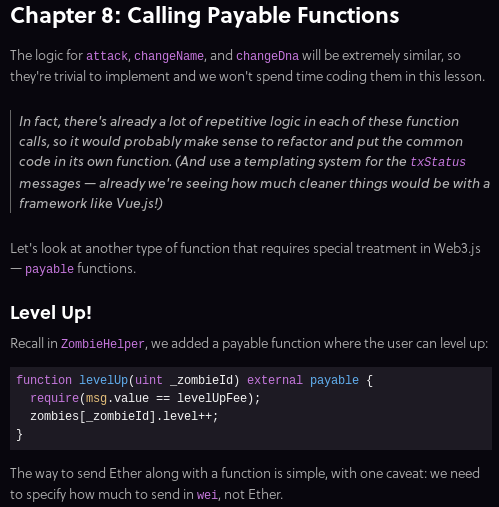 Chapter 8: Calling Payable Functions
The logic for attack, changeName, and changeDna will be extremely similar, so
they're trivial to implement and we won't spend time coding them in this lesson.
In fact, there's already a lot of repetitive logic in each of these function
calls, so it would probably make sense to refactor and put the common
code in its own function. (And use a templating system for the txStatus
messages — already we're seeing how much cleaner things would be with a
framework like Vue.js!)
Let's look at another type of function that requires special treatment in Web3.js
— payable functions.
Level Up!
Recall in ZombieHelper, we added a payable function where the user can level up:
function levelUp(uint _zombieId) external payable {
  require(msg.value == levelUpFee);
  zombies[_zombieId].level++;
}
The way to send Ether along with a function is simple, with one caveat: we need
to specify how much to send in wei, not Ether.